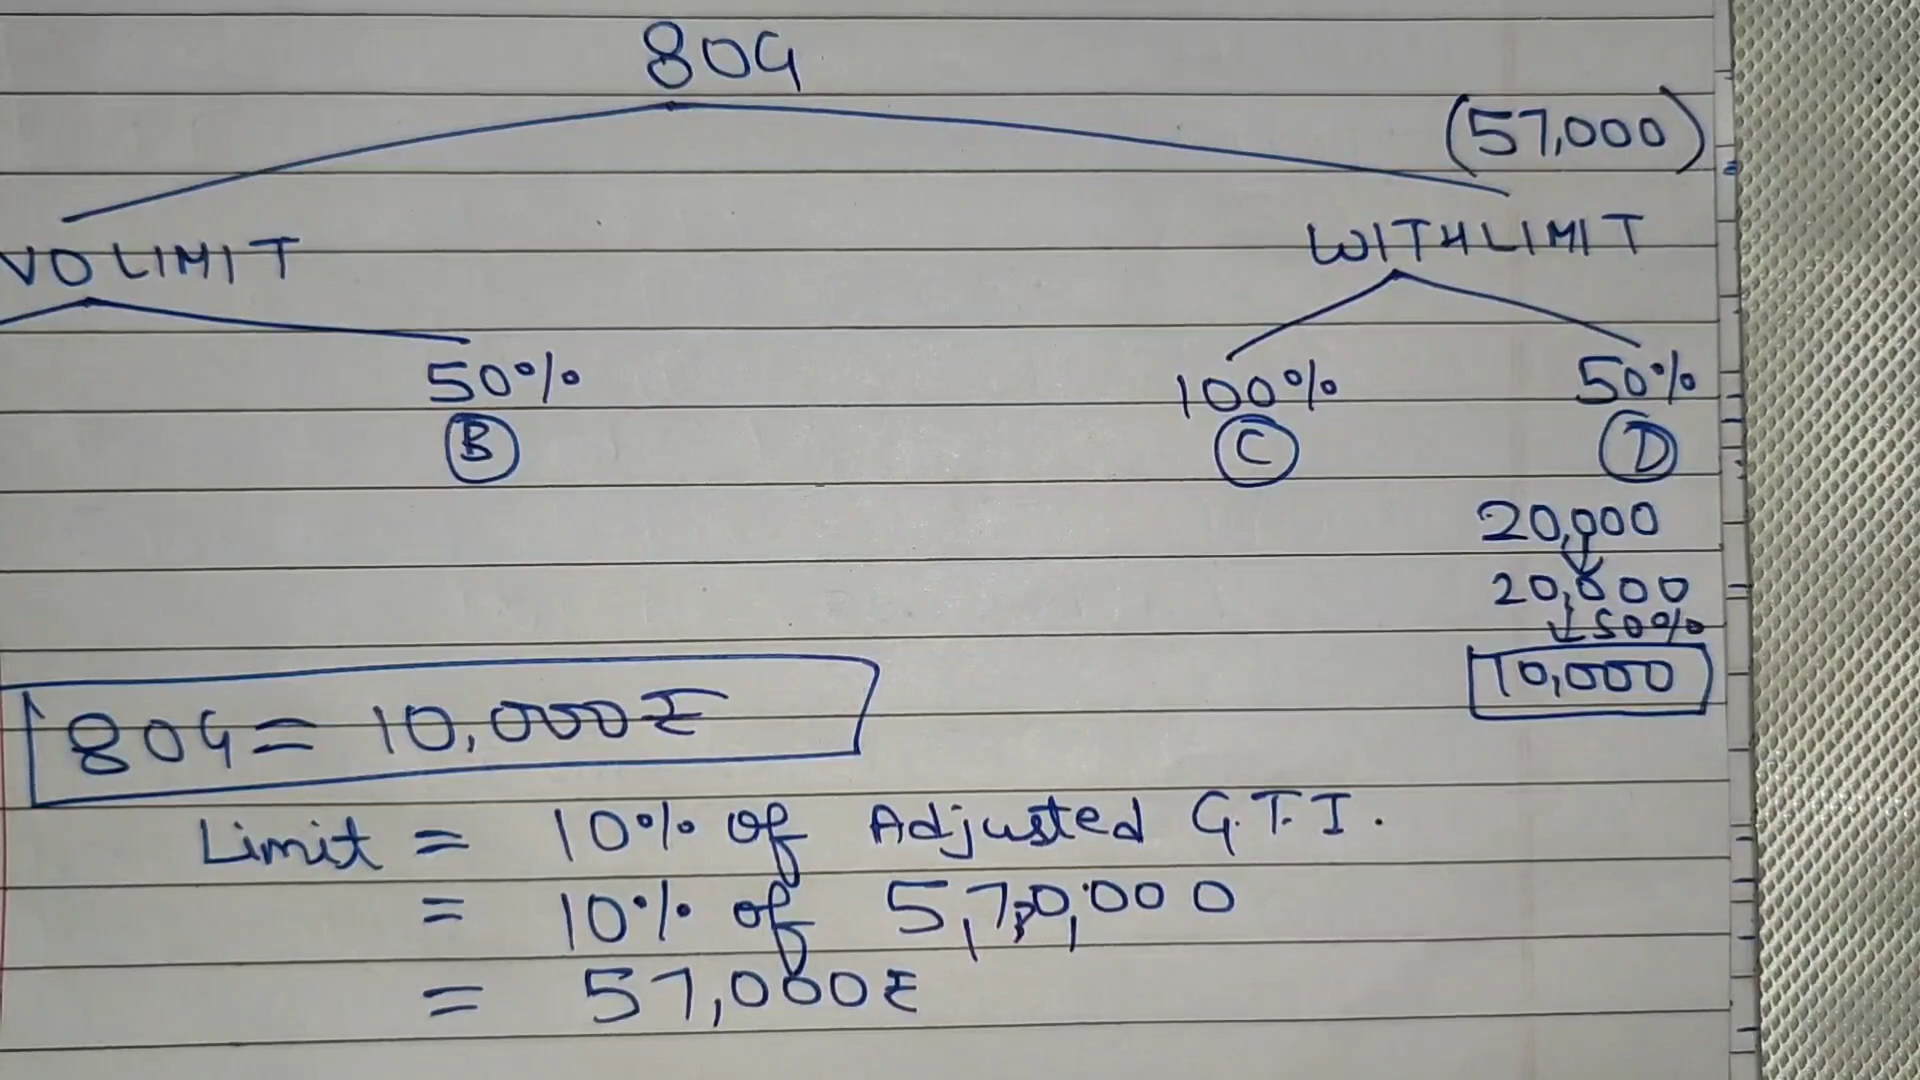 80G
(57,000)
NO LIMIT
WITH LIMIT
50%
100%
50%
B
C
D
20,000
20,000
50%
10,000
80G = 10,000₹
Limit = 10% of Adjusted G.T.I.
= 10% of 5,70,000
= 57,000₹